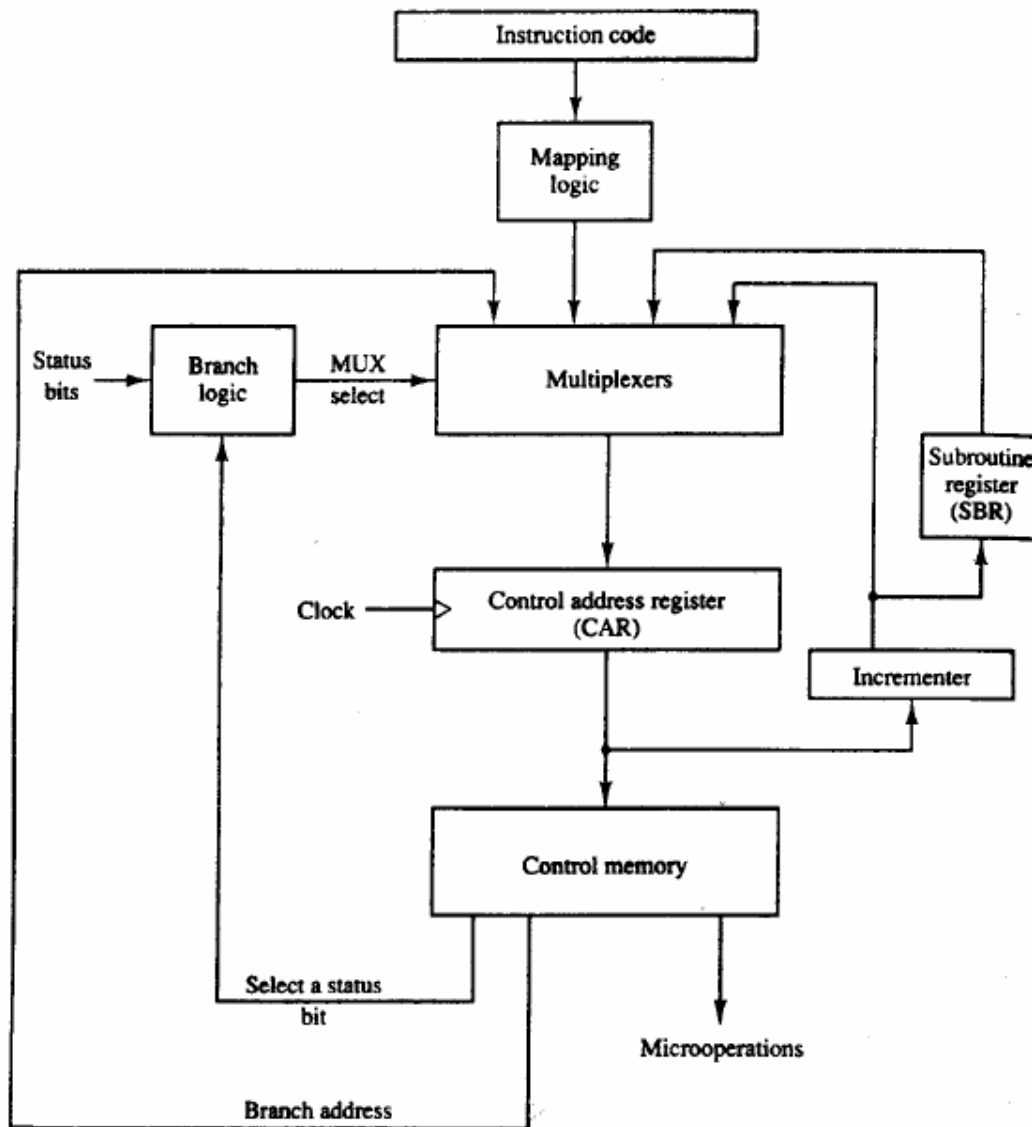 Instruction code
Mapping
logic
Status
bits
Branch
logic
MUX
select
Multiplexers
Subroutine
register
(SBR)
Clock
Control address register
(CAR)
Incrementer
Control memory
Select a status
bit
Microoperations
Branch address